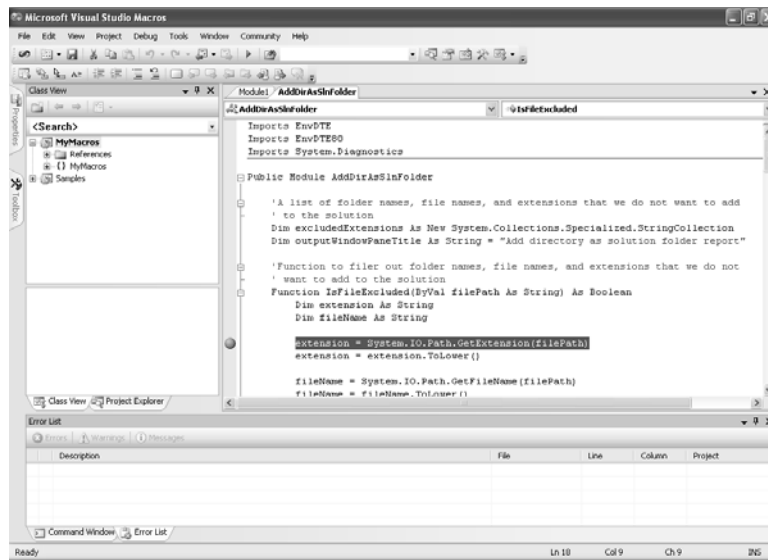 Microsoft Visual Studio Macros
File Edit View Project Debug Tools Window Community Help
Class View
Module1 AddDirAsSlnFolder
AddDirAsSlnFolder IsFileExcluded
Properties
Toolbox
<Search>
MyMacros
References
{} MyMacros
Samples
Imports EnvDTE
Imports EnvDTE80
Imports System.Diagnostics
Public Module AddDirAsSlnFolder
'A list of folder names, file names, and extensions that we do not want to add
' to the solution
Dim excludedExtensions As New System.Collections.Specialized.StringCollection
Dim outputWindowPaneTitle As String = "Add directory as solution folder report"
'Function to filer out folder names, file names, and extensions that we do not
' want to add to the solution
Function IsFileExcluded(ByVal filePath As String) As Boolean
Dim extension As String
Dim fileName As String
extension = System.IO.Path.GetExtension(filePath)
extension = extension.ToLower()
fileName = System.IO.Path.GetFileName(filePath)
fileName = fileName.ToLower()
Class View Project Explorer
Error List
Errors Warnings Messages
Description File Line Column Project
Command Window Error List
Ready Ln 18 Col 9 Ch 9 INS